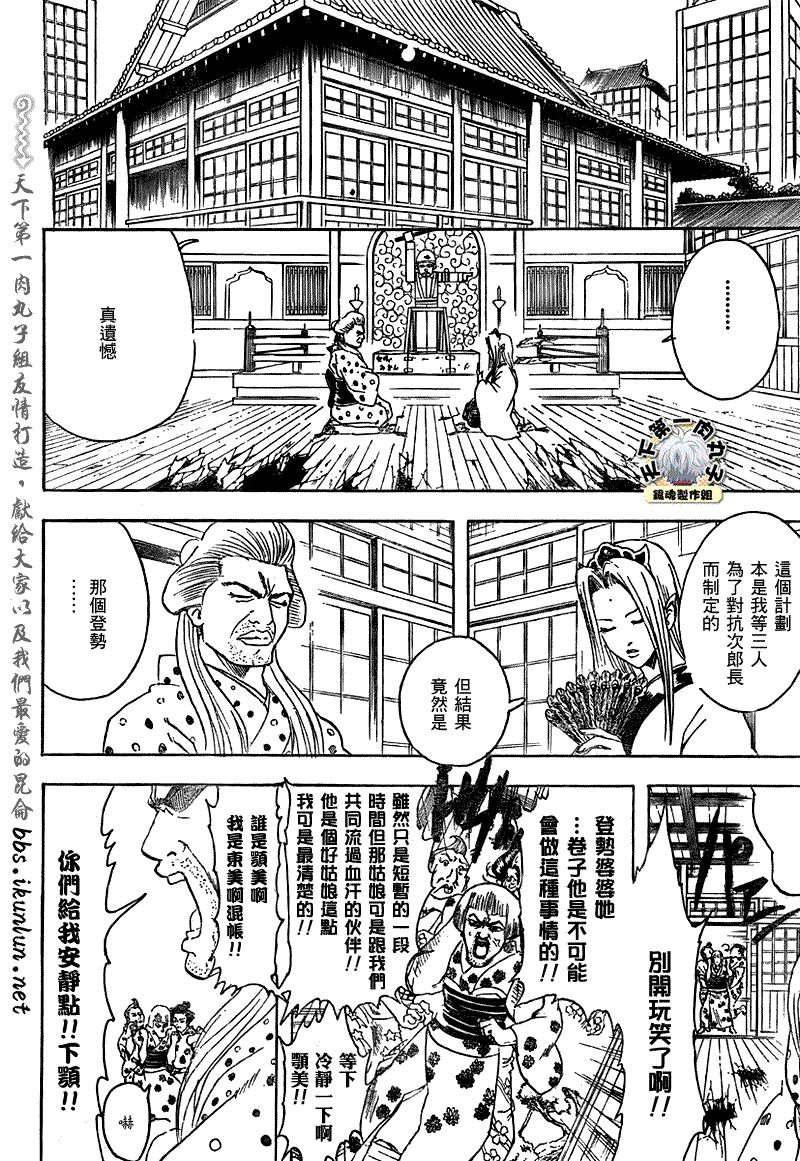 ………
真遺憾
天下第一肉丸子
銀魂製作組
這個計劃
本是我等三人
為了對抗次郎長
而制定的
但結果
竟然是
那個登勢
……
別開玩笑了啊!!
登勢婆婆她
…卷子他是不可能
會做這種事情的!!
雖然只是短暫的一段
時間但那姑娘可是跟我們
共同流過血汗的伙伴!!
他是個好姑娘這點
我可是最清楚的!!
等下
冷靜一下啊
顎美!!
誰是顎美啊
我是東美啊混帳!!
你們給我安靜點!!下顎!!
嚇
天下第一肉丸子組友情打造，獻給大家以及我們最愛的昆侖 bbs.ikunlun.net